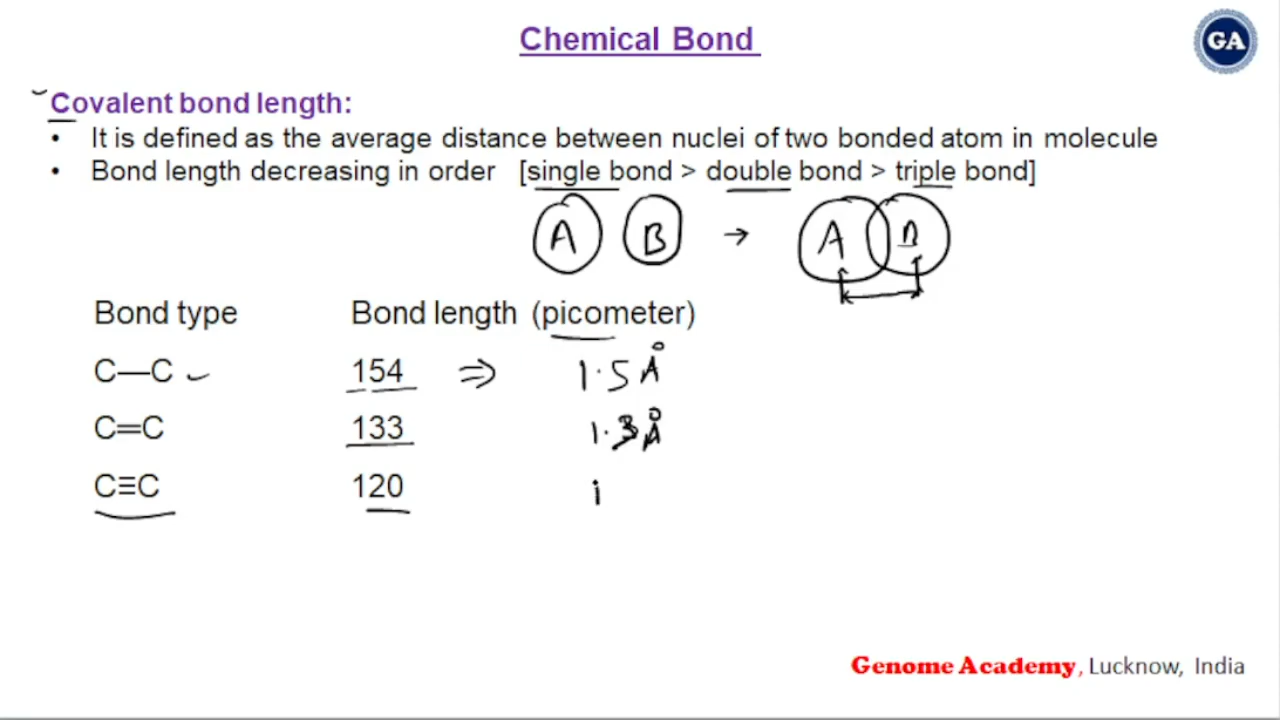 Chemical Bond
GA
Covalent bond length:
• It is defined as the average distance between nuclei of two bonded atom in molecule
• Bond length decreasing in order [single bond > double bond > triple bond]
A B → A B
Bond type Bond length (picometer)
C—C 154 ⇒ 1.5 Å
C=C 133 1.3 Å
C≡C 120
Genome Academy, Lucknow, India